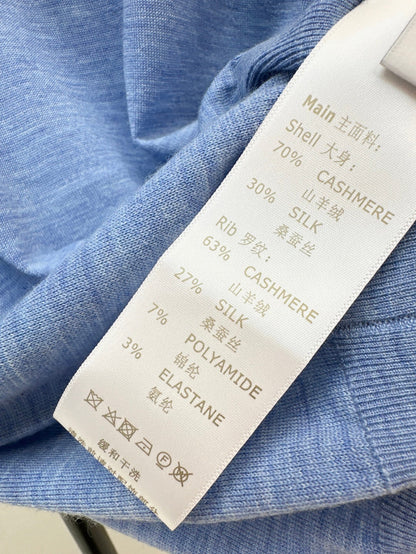 Main 主面料:
Shell 大身:
70% CASHMERE
山羊绒
30% SILK
桑蚕丝
Rib 罗纹:
63% CASHMERE
山羊绒
27% SILK
桑蚕丝
7% POLYAMIDE
锦纶
3% ELASTANE
氨纶
缓和干洗